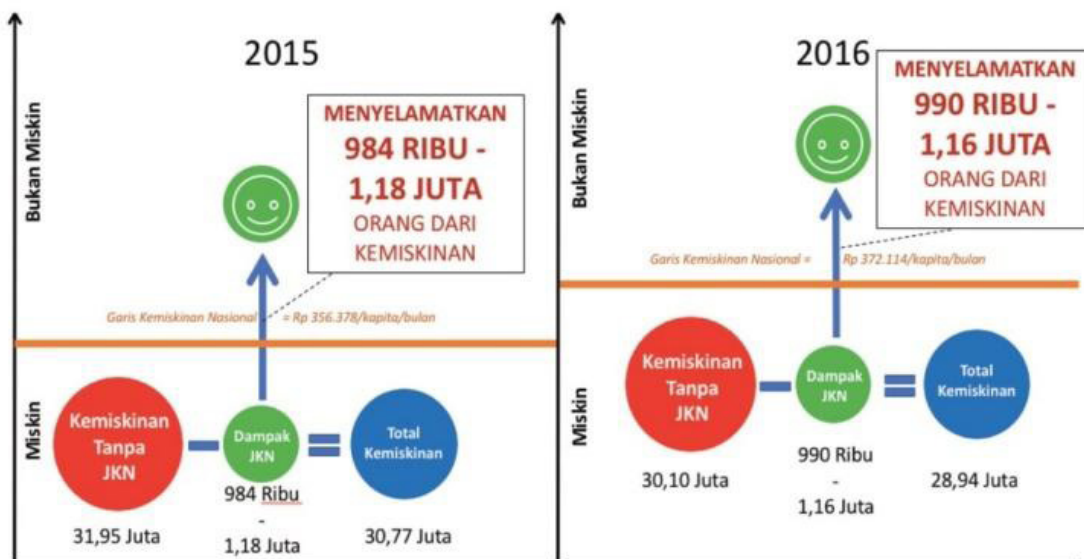 2015
Bukan Miskin
Miskin
MENYELAMATKAN
984 RIBU -
1,18 JUTA
ORANG DARI
KEMISKINAN
Garis Kemiskinan Nasional = Rp 356.378/kapita/bulan
Kemiskinan
Tanpa
JKN
Dampak
JKN
Total
Kemiskinan
31,95 Juta
984 Ribu
-
1,18 Juta
30,77 Juta
2016
Bukan Miskin
Miskin
MENYELAMATKAN
990 RIBU -
1,16 JUTA
ORANG DARI
KEMISKINAN
Garis Kemiskinan Nasional = Rp 372.114/kapita/bulan
Kemiskinan
Tanpa
JKN
Dampak
JKN
Total
Kemiskinan
30,10 Juta
990 Ribu
-
1,16 Juta
28,94 Juta